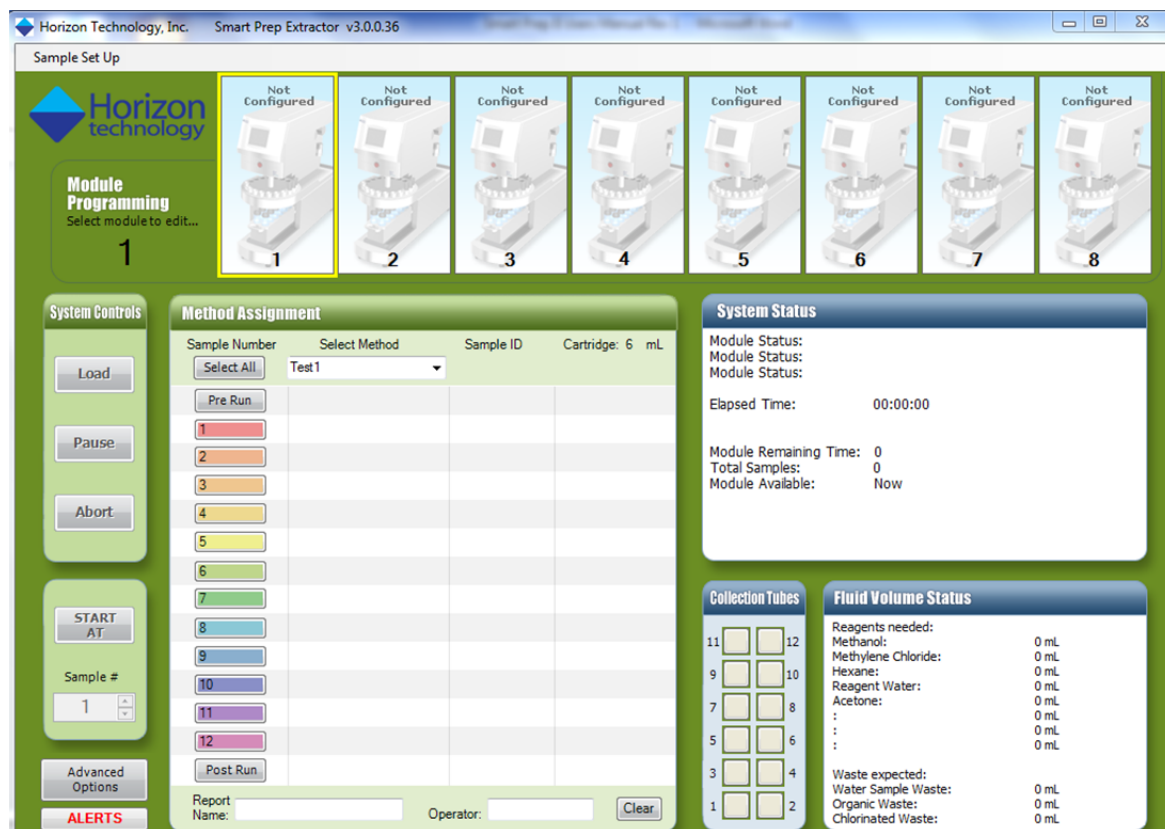 Horizon Technology, Inc. Smart Prep Extractor v3.0.0.36
Sample Set Up
Horizon
technology
Module
Programming
Select module to edit...
1
Not
Configured
1
Not
Configured
2
Not
Configured
3
Not
Configured
4
Not
Configured
5
Not
Configured
6
Not
Configured
7
Not
Configured
8
System Controls
Load
Pause
Abort
START
AT
Sample #
1
Advanced
Options
ALERTS
Method Assignment
Sample Number Select Method Sample ID Cartridge: 6 mL
Select All Test1
Pre Run
1
2
3
4
5
6
7
8
9
10
11
12
Post Run
Report
Name: Operator: Clear
System Status
Module Status:
Module Status:
Module Status:
Elapsed Time: 00:00:00
Module Remaining Time: 0
Total Samples: 0
Module Available: Now
Collection Tubes
11 12
9 10
7 8
5 6
3 4
1 2
Fluid Volume Status
Reagents needed:
Methanol: 0 mL
Methylene Chloride: 0 mL
Hexane: 0 mL
Reagent Water: 0 mL
Acetone: 0 mL
: 0 mL
: 0 mL
: 0 mL
Waste expected:
Water Sample Waste: 0 mL
Organic Waste: 0 mL
Chlorinated Waste: 0 mL